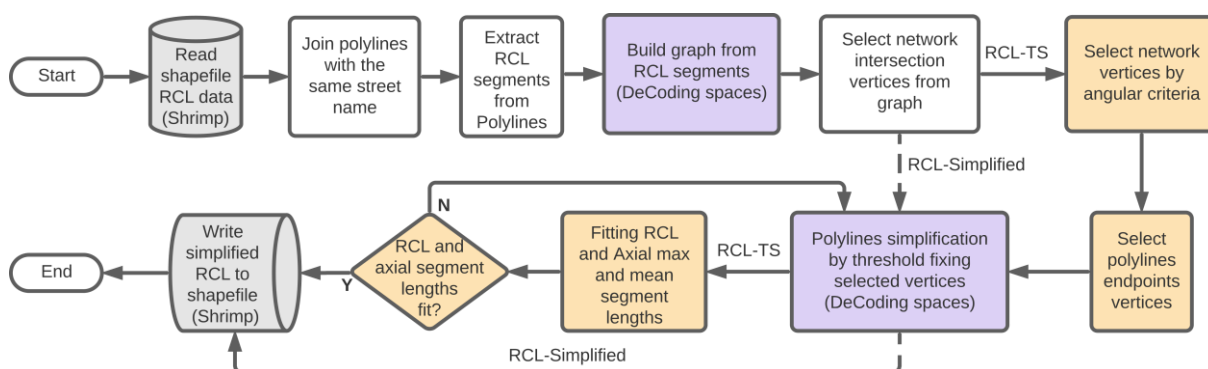 Start
Read
shapefile
RCL data
(Shrimp)
Join polylines
with the
same street
name
Extract
RCL
segments
from
Polylines
Build graph from
RCL segments
(DeCoding spaces)
Select network
intersection
vertices from
graph
RCL-TS
Select network
vertices by
angular criteria
RCL-Simplified
End
Write
simplified
RCL to
shapefile
(Shrimp)
Y
N
RCL and
axial segment
lengths
fit?
Fitting RCL
and Axial max
and mean
segment
lengths
RCL-TS
Polylines simplification
by threshold fixing
selected vertices
(DeCoding spaces)
Select
polylines
endpoints
vertices
RCL-Simplified